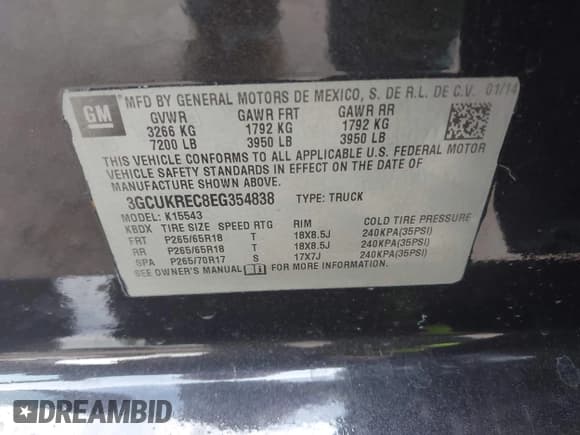 GM
MFD BY GENERAL MOTORS DE MEXICO, S. DE R.L. DE C.V. 01/14
GVWR GAWR FRT GAWR RR
3266 KG 1792 KG 1792 KG
7200 LB 3950 LB 3950 LB
THIS VEHICLE CONFORMS TO ALL APPLICABLE U.S. FEDERAL MOTOR
VEHICLE SAFETY STANDARDS IN EFFECT ON THE DATE OF
MANUFACTURE SHOWN ABOVE.
3GCUKREC8EG354838 TYPE: TRUCK
MODEL: K15543
KBDX TIRE SIZE SPEED RTG RIM COLD TIRE PRESSURE
FRT P265/65R18 T 18X8.5J 240KPA(35PSI)
RR P265/65R18 T 18X8.5J 240KPA(35PSI)
SPA P265/70R17 S 17X7J 240KPA(35PSI)
SEE OWNER'S MANUAL FOR MORE INFORMATION.
DREAMBID